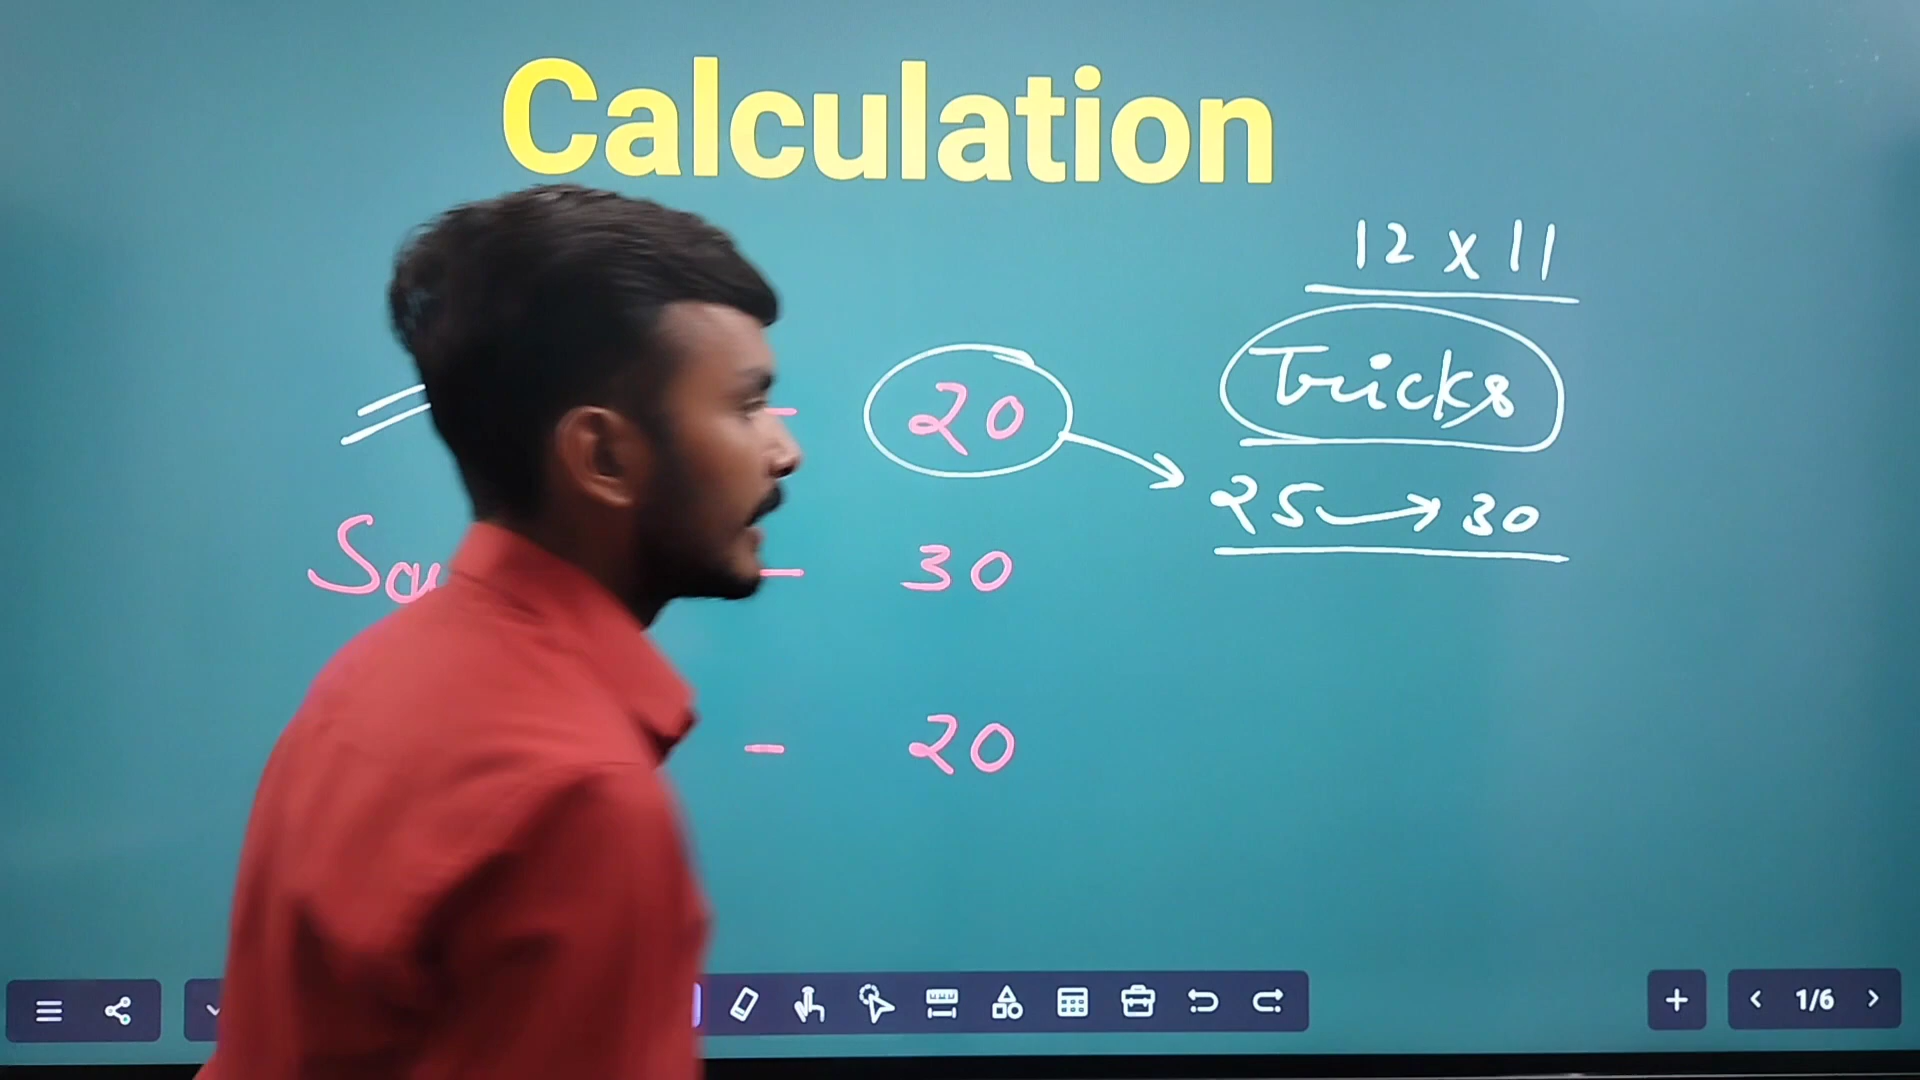 Calculation
12 x 11
Tricks
- 20
25 → 30
- 30
- 20
1/6